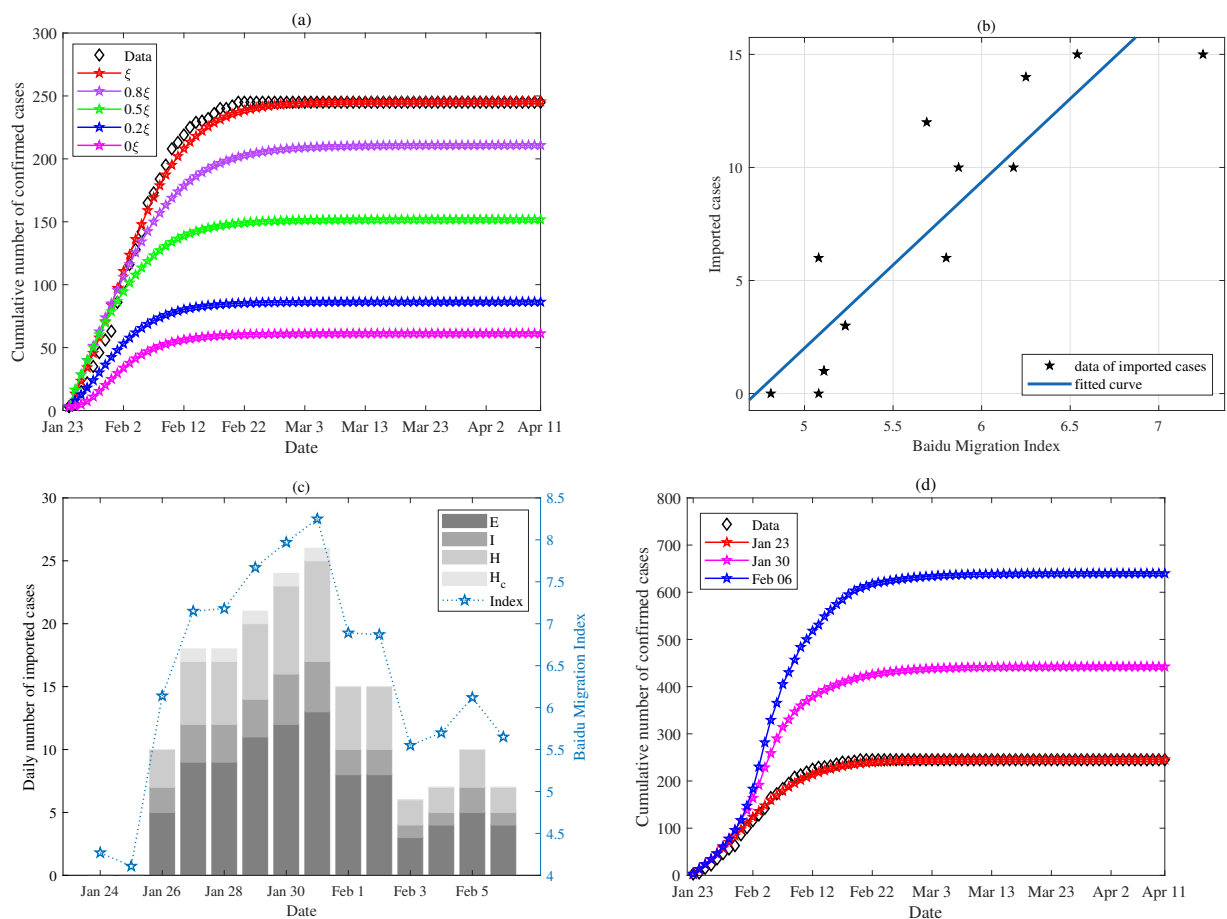 (a)
300
250
200
150
100
50
0
Cumulative number of confirmed cases
Data
ξ
0.8ξ
0.5ξ
0.2ξ
0ξ
Jan 23 Feb 2 Feb 12 Feb 22 Mar 3 Mar 13 Mar 23 Apr 2 Apr 11
Date
(b)
15
10
5
0
Imported cases
data of imported cases
fitted curve
5 5.5 6 6.5 7
Baidu Migration Index
(c)
30
25
20
15
10
5
0
Daily number of imported cases
E
I
H
Hc
Index
8.5
8
7.5
7
6.5
6
5.5
5
4.5
4
Baidu Migration Index
Jan 24 Jan 26 Jan 28 Jan 30 Feb 1 Feb 3 Feb 5
Date
(d)
800
700
600
500
400
300
200
100
0
Cumulative number of confirmed cases
Data
Jan 23
Jan 30
Feb 06
Jan 23 Feb 2 Feb 12 Feb 22 Mar 3 Mar 13 Mar 23 Apr 2 Apr 11
Date